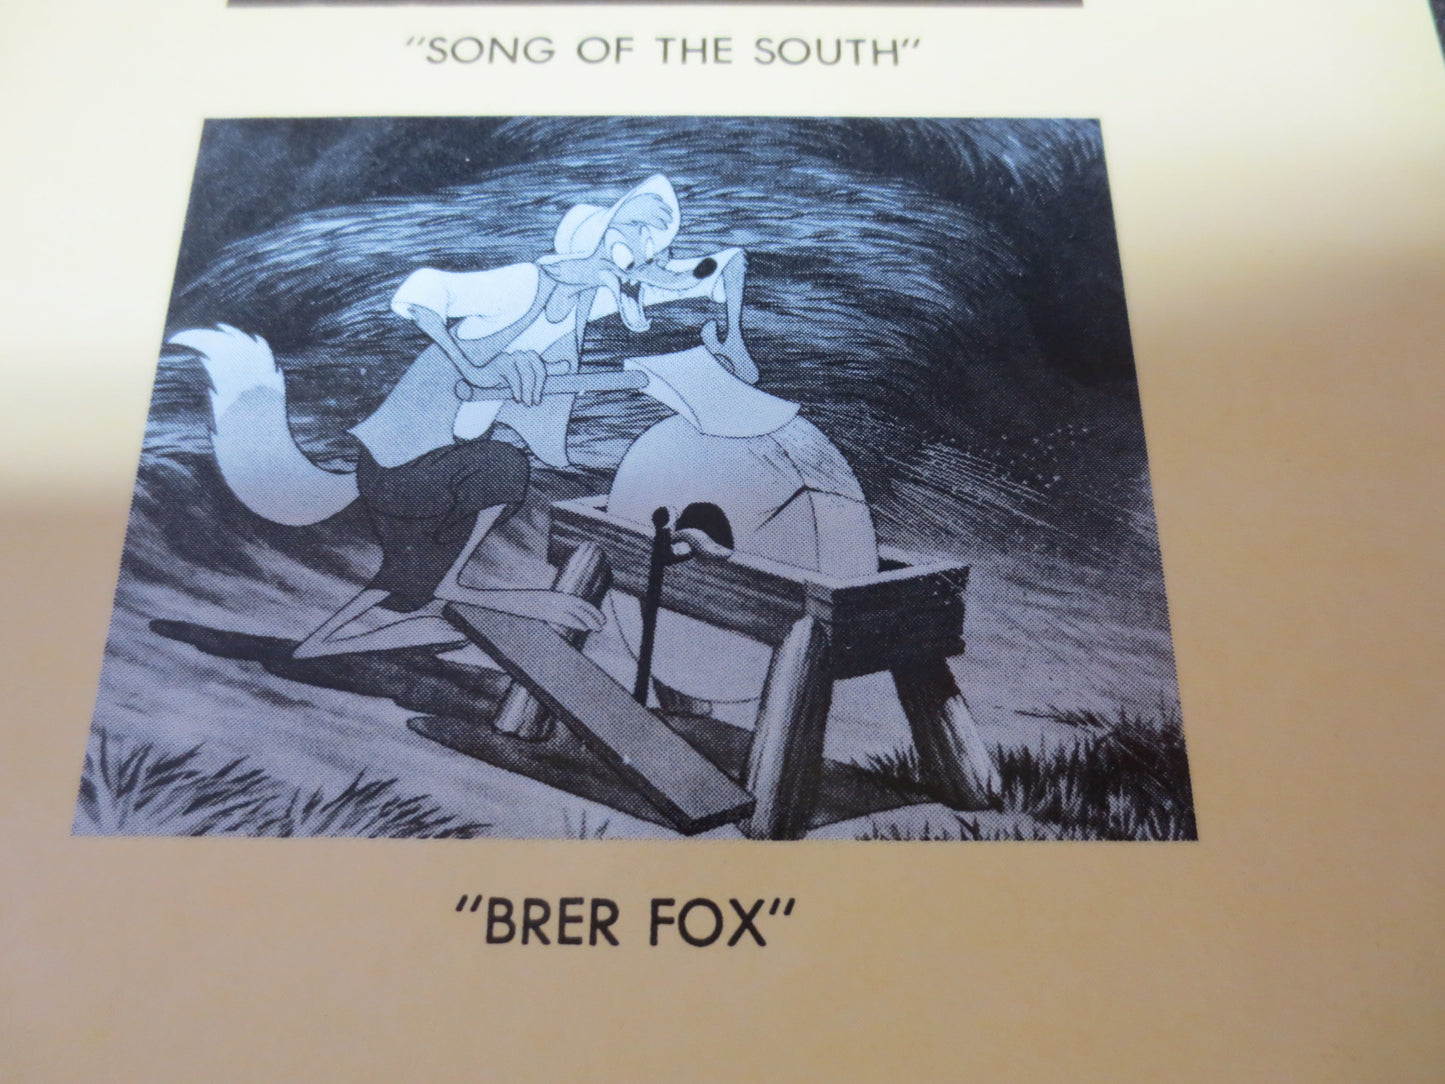 "SONG OF THE SOUTH"
"BRER FOX"